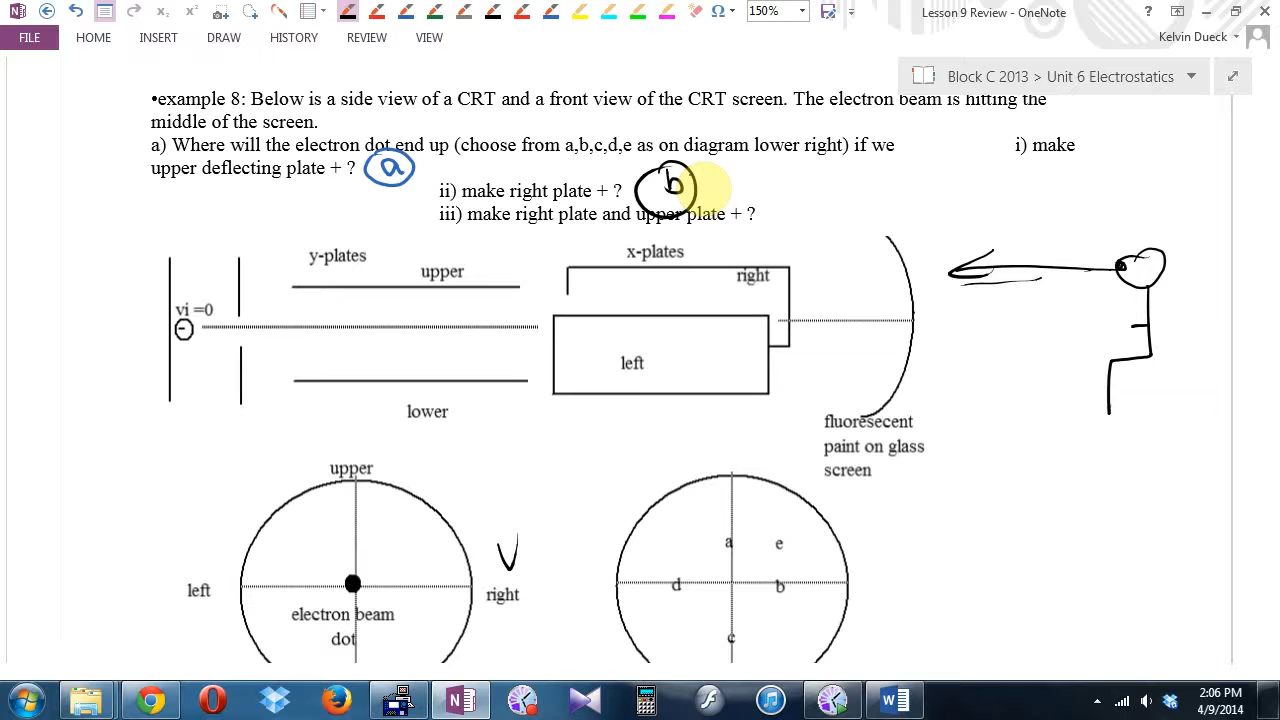 150%
Lesson 9 Review - OneNote
?
FILE
HOME
INSERT
DRAW
HISTORY
REVIEW
VIEW
Kelvin Dueck
Block C 2013 > Unit 6 Electrostatics
•example 8: Below is a side view of a CRT and a front view of the CRT screen. The electron beam is hitting the
middle of the screen.
a) Where will the electron dot end up (choose from a,b,c,d,e as on diagram lower right) if we i) make
upper deflecting plate + ? a
ii) make right plate + ? b
iii) make right plate and upper plate + ?
y-plates
x-plates
upper
right
vi =0
-
left
lower
fluoresecent
paint on glass
screen
upper
left
right
electron beam
dot
a
e
d
b
c
2:06 PM
4/9/2014